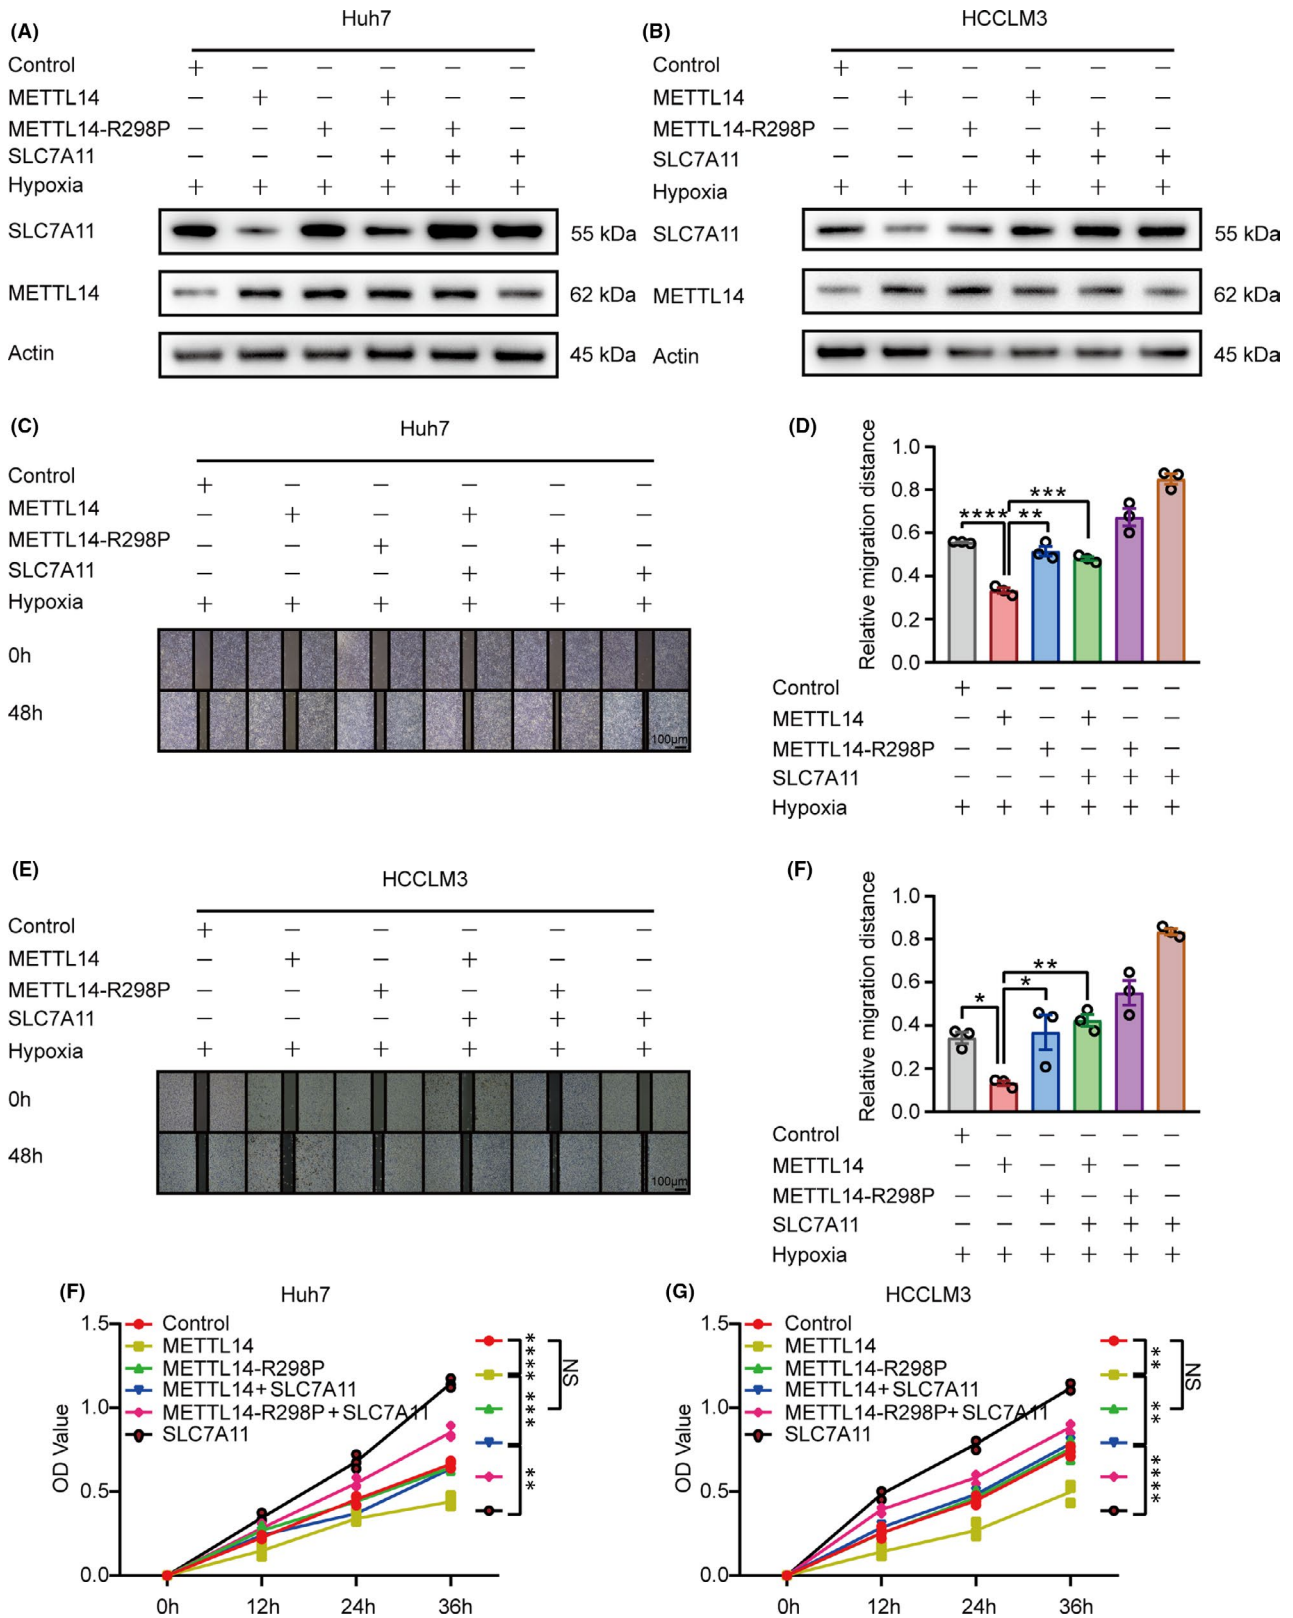 (A)
Huh7
Control + − − − − −
METTL14 − + − + − −
METTL14-R298P − − + − + −
SLC7A11 − − − + + +
Hypoxia + + + + + +
SLC7A11 55 kDa
METTL14 62 kDa
Actin 45 kDa
(B)
HCCLM3
Control + − − − − −
METTL14 − + − + − −
METTL14-R298P − − + − + −
SLC7A11 − − − + + +
Hypoxia + + + + + +
SLC7A11 55 kDa
METTL14 62 kDa
Actin 45 kDa
(C)
Huh7
Control + − − − − −
METTL14 − + − + − −
METTL14-R298P − − + − + −
SLC7A11 − − − + + +
Hypoxia + + + + + +
0h
48h
100μm
(D)
Relative migration distance
1.0
0.8
0.6
0.4
0.2
0.0
***
**** **
Control + − − − − −
METTL14 − + − + − −
METTL14-R298P − − + − + −
SLC7A11 − − − + + +
Hypoxia + + + + + +
(E)
HCCLM3
Control + − − − − −
METTL14 − + − + − −
METTL14-R298P − − + − + −
SLC7A11 − − − + + +
Hypoxia + + + + + +
0h
48h
100μm
(F)
Relative migration distance
1.0
0.8
0.6
0.4
0.2
0.0
**
*
*
Control + − − − − −
METTL14 − + − + − −
METTL14-R298P − − + − + −
SLC7A11 − − − + + +
Hypoxia + + + + + +
(F)
Huh7
OD Value
1.5
1.0
0.5
0.0
Control
METTL14
METTL14-R298P
METTL14+SLC7A11
METTL14-R298P+SLC7A11
SLC7A11
****
***
**
NS
0h 12h 24h 36h
(G)
HCCLM3
OD Value
1.5
1.0
0.5
0.0
Control
METTL14
METTL14-R298P
METTL14+SLC7A11
METTL14-R298P+SLC7A11
SLC7A11
**
**
****
NS
0h 12h 24h 36h